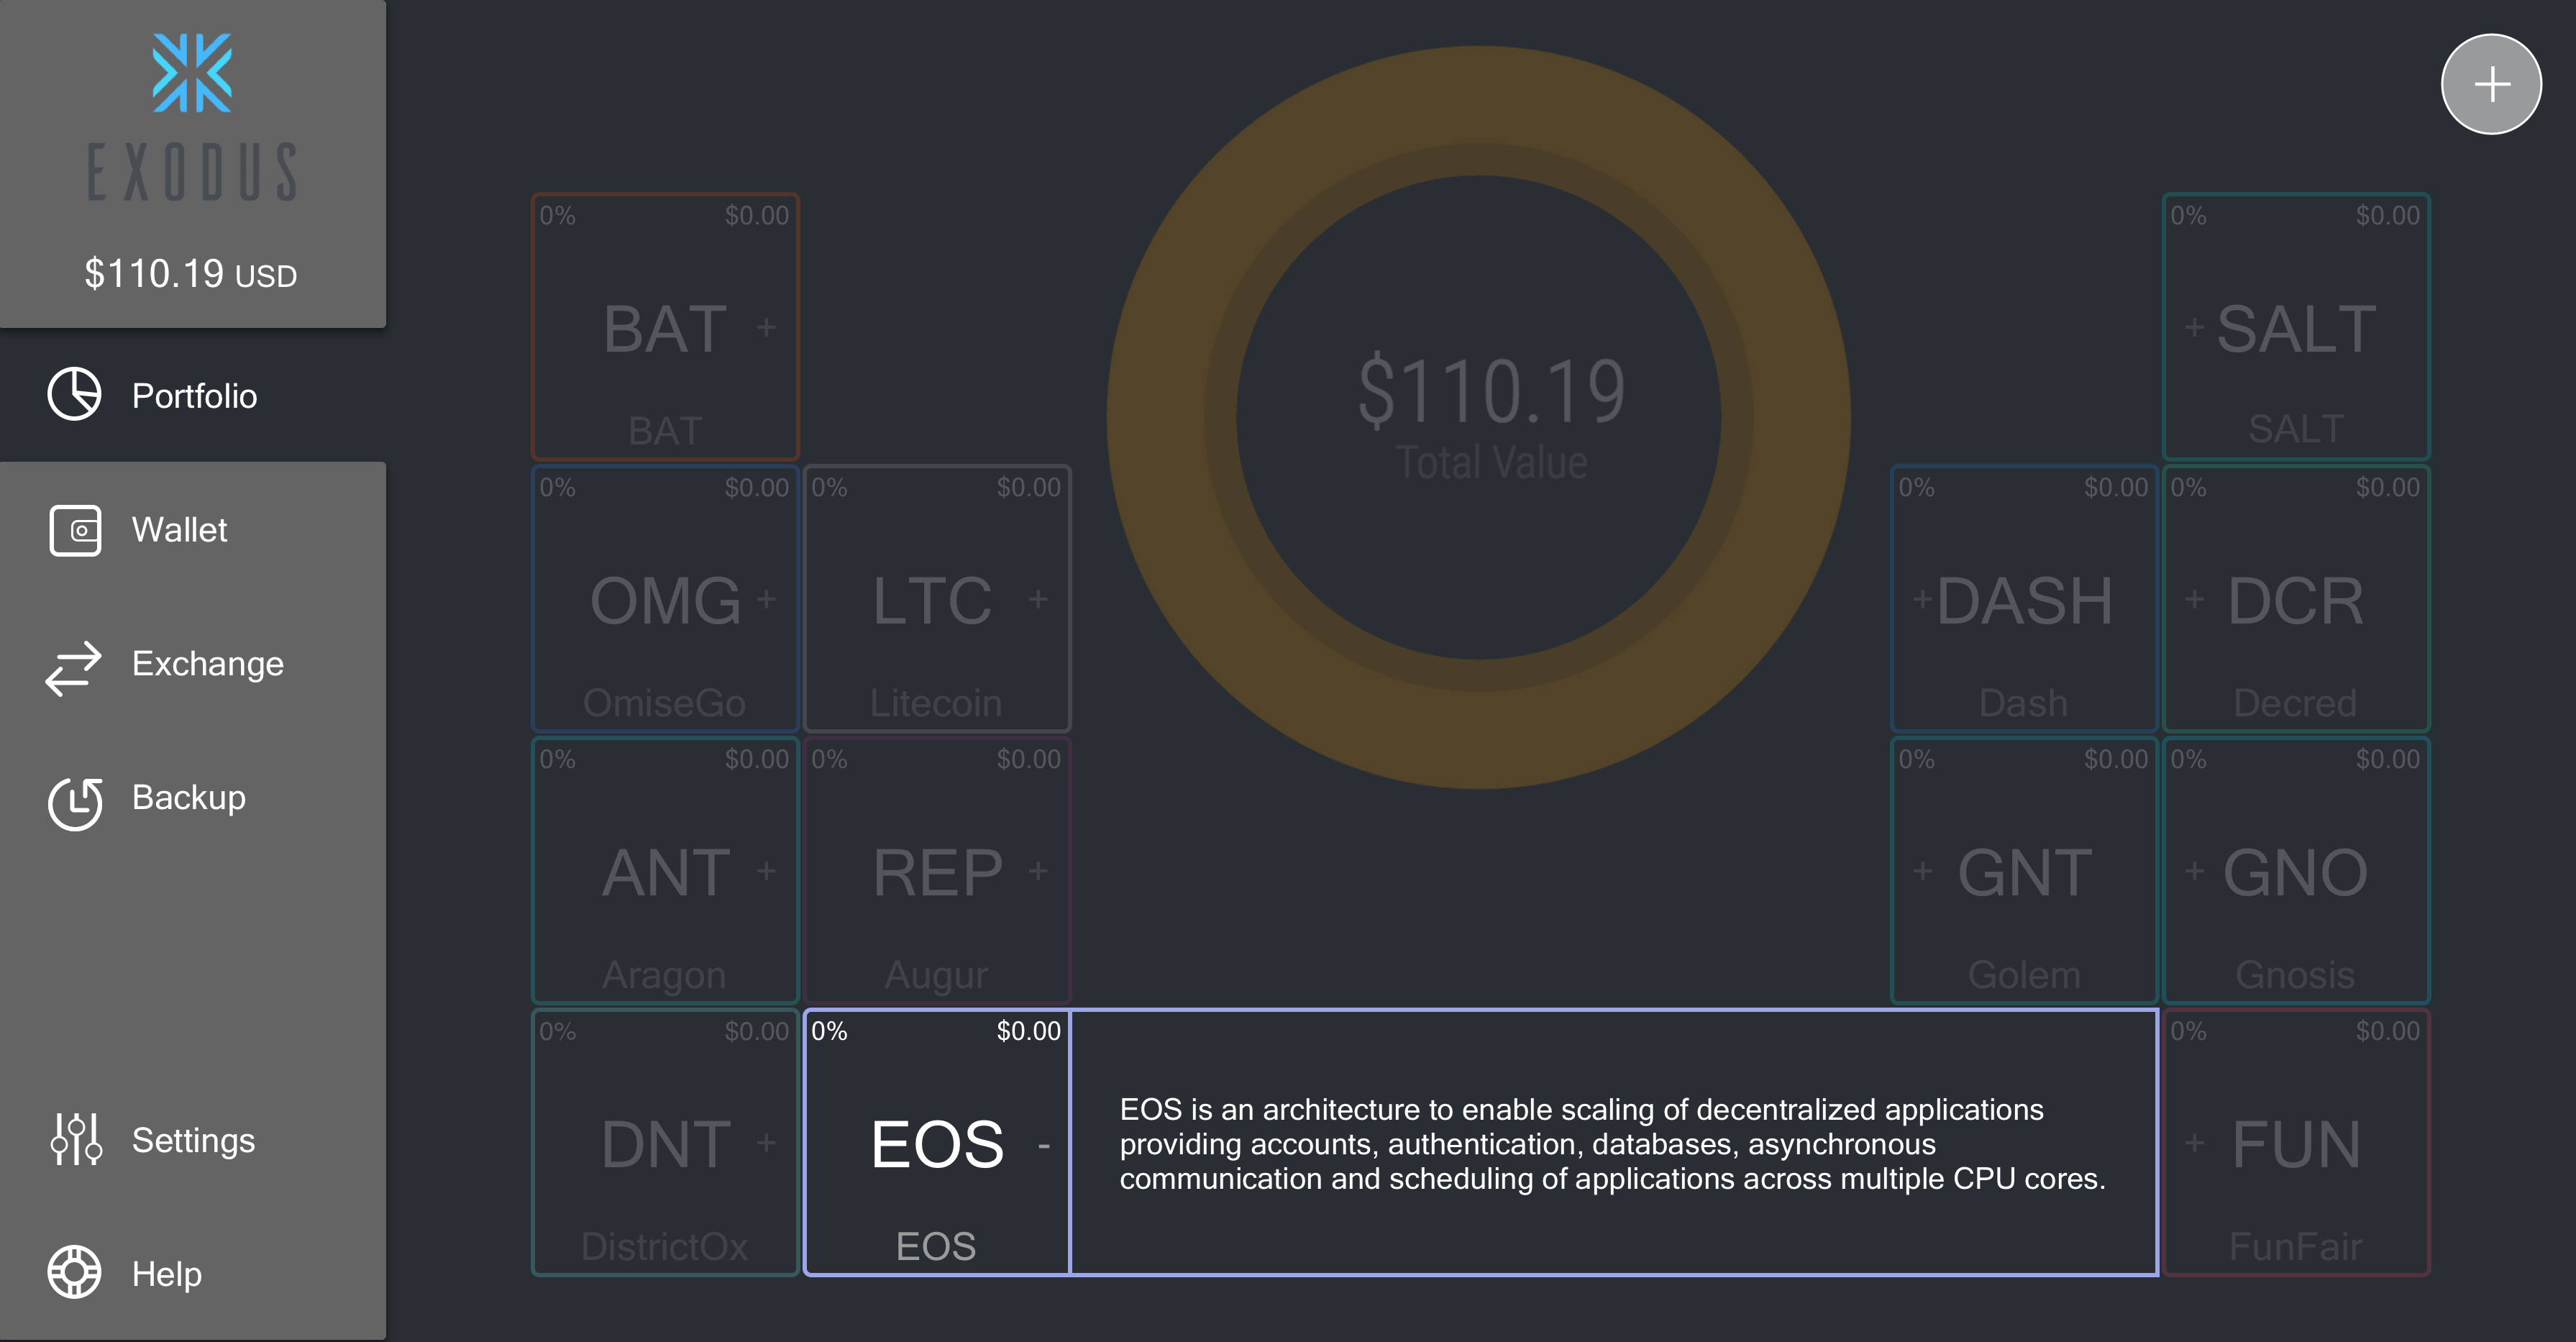 EXODUS
$110.19 USD
Portfolio
Wallet
Exchange
Backup
Settings
Help
+
$110.19
Total Value
0% $0.00
BAT +
BAT
0% $0.00
+ SALT
SALT
0% $0.00
OMG +
OmiseGo
0% $0.00
LTC +
Litecoin
0% $0.00
+ DASH
Dash
0% $0.00
+ DCR
Decred
0% $0.00
ANT +
Aragon
0% $0.00
REP +
Augur
0% $0.00
+ GNT
Golem
0% $0.00
+ GNO
Gnosis
0% $0.00
DNT +
DistrictOx
0% $0.00
EOS -
EOS
EOS is an architecture to enable scaling of decentralized applications
providing accounts, authentication, databases, asynchronous
communication and scheduling of applications across multiple CPU cores.
0% $0.00
+ FUN
FunFair